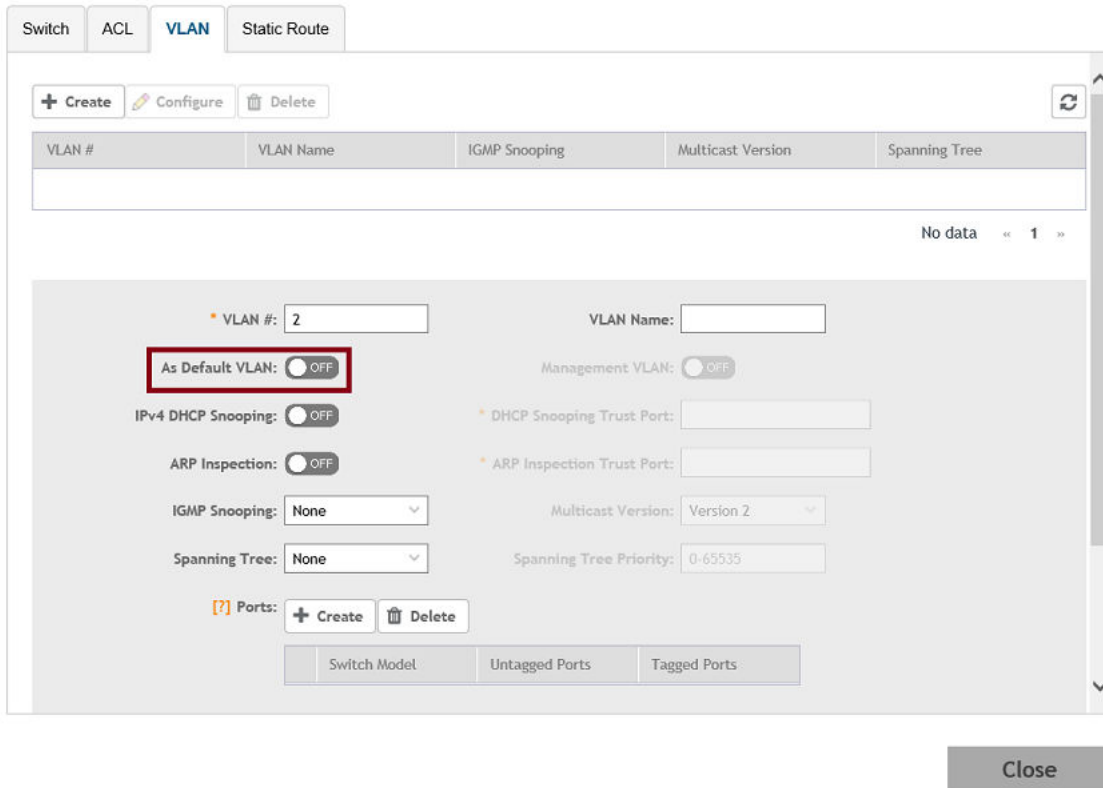 Switch ACL VLAN Static Route
Create Configure Delete
VLAN # VLAN Name IGMP Snooping Multicast Version Spanning Tree
No data « 1 »
* VLAN #: 2 VLAN Name:
As Default VLAN: OFF Management VLAN: OFF
IPv4 DHCP Snooping: OFF * DHCP Snooping Trust Port:
ARP Inspection: OFF * ARP Inspection Trust Port:
IGMP Snooping: None Multicast Version: Version 2
Spanning Tree: None Spanning Tree Priority: 0-65535
[?] Ports: Create Delete
Switch Model Untagged Ports Tagged Ports
Close